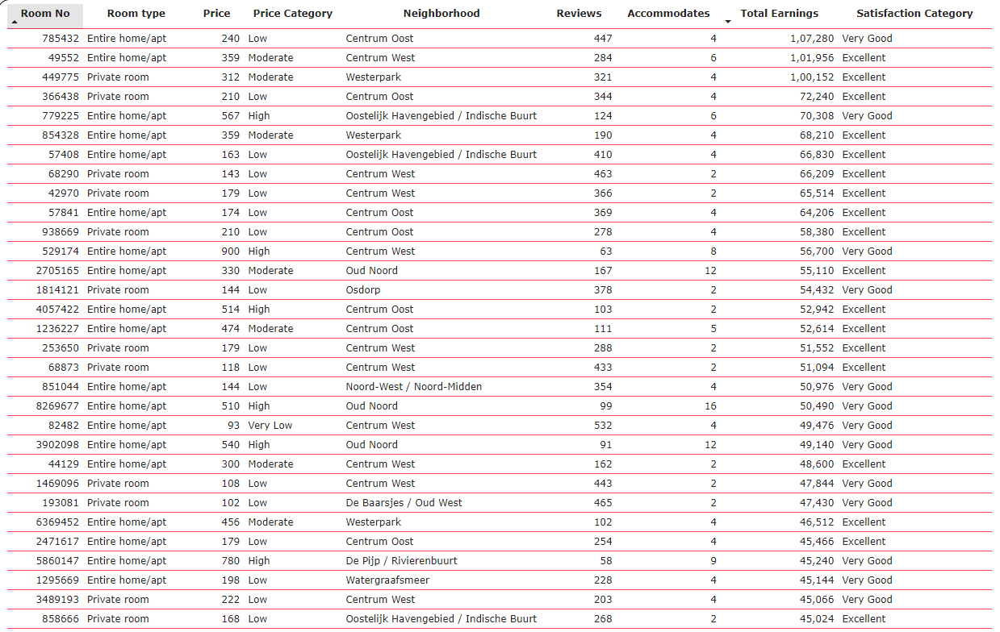 Room No Room type Price Price Category Neighborhood Reviews Accommodates Total Earnings Satisfaction Category
785432 Entire home/apt 240 Low Centrum Oost 447 4 1,07,280 Very Good
49552 Entire home/apt 359 Moderate Centrum West 284 6 1,01,956 Excellent
449775 Private room 312 Moderate Westerpark 321 4 1,00,152 Excellent
366438 Private room 210 Low Centrum Oost 344 4 72,240 Excellent
779225 Entire home/apt 567 High Oostelijk Havengebied / Indische Buurt 124 6 70,308 Very Good
854328 Entire home/apt 359 Moderate Westerpark 190 4 68,210 Excellent
57408 Entire home/apt 163 Low Oostelijk Havengebied / Indische Buurt 410 4 66,830 Excellent
68290 Private room 143 Low Centrum West 463 2 66,209 Excellent
42970 Private room 179 Low Centrum West 366 2 65,514 Excellent
57841 Entire home/apt 174 Low Centrum Oost 369 4 64,206 Excellent
938669 Private room 210 Low Centrum Oost 278 4 58,380 Excellent
529174 Entire home/apt 900 High Centrum West 63 8 56,700 Very Good
2705165 Entire home/apt 330 Moderate Oud Noord 167 12 55,110 Excellent
1814121 Private room 144 Low Osdorp 378 2 54,432 Very Good
4057422 Entire home/apt 514 High Centrum Oost 103 2 52,942 Excellent
1236227 Entire home/apt 474 Moderate Centrum Oost 111 5 52,614 Excellent
253650 Private room 179 Low Centrum West 288 2 51,552 Excellent
68873 Private room 118 Low Centrum West 433 2 51,094 Excellent
851044 Entire home/apt 144 Low Noord-West / Noord-Midden 354 4 50,976 Very Good
8269677 Entire home/apt 510 High Oud Noord 99 16 50,490 Very Good
82482 Entire home/apt 93 Very Low Centrum West 532 4 49,476 Very Good
3902098 Entire home/apt 540 High Oud Noord 91 12 49,140 Very Good
44129 Entire home/apt 300 Moderate Centrum West 162 2 48,600 Excellent
1469096 Private room 108 Low Centrum West 443 2 47,844 Very Good
193081 Private room 102 Low De Baarsjes / Oud West 465 2 47,430 Very Good
6369452 Entire home/apt 456 Moderate Westerpark 102 4 46,512 Excellent
2471617 Entire home/apt 179 Low Centrum Oost 254 4 45,466 Excellent
5860147 Entire home/apt 780 High De Pijp / Rivierenbuurt 58 9 45,240 Very Good
1295669 Entire home/apt 198 Low Watergraafsmeer 228 4 45,144 Very Good
3489193 Private room 222 Low Centrum West 203 4 45,066 Very Good
858666 Private room 168 Low Oostelijk Havengebied / Indische Buurt 268 2 45,024 Excellent